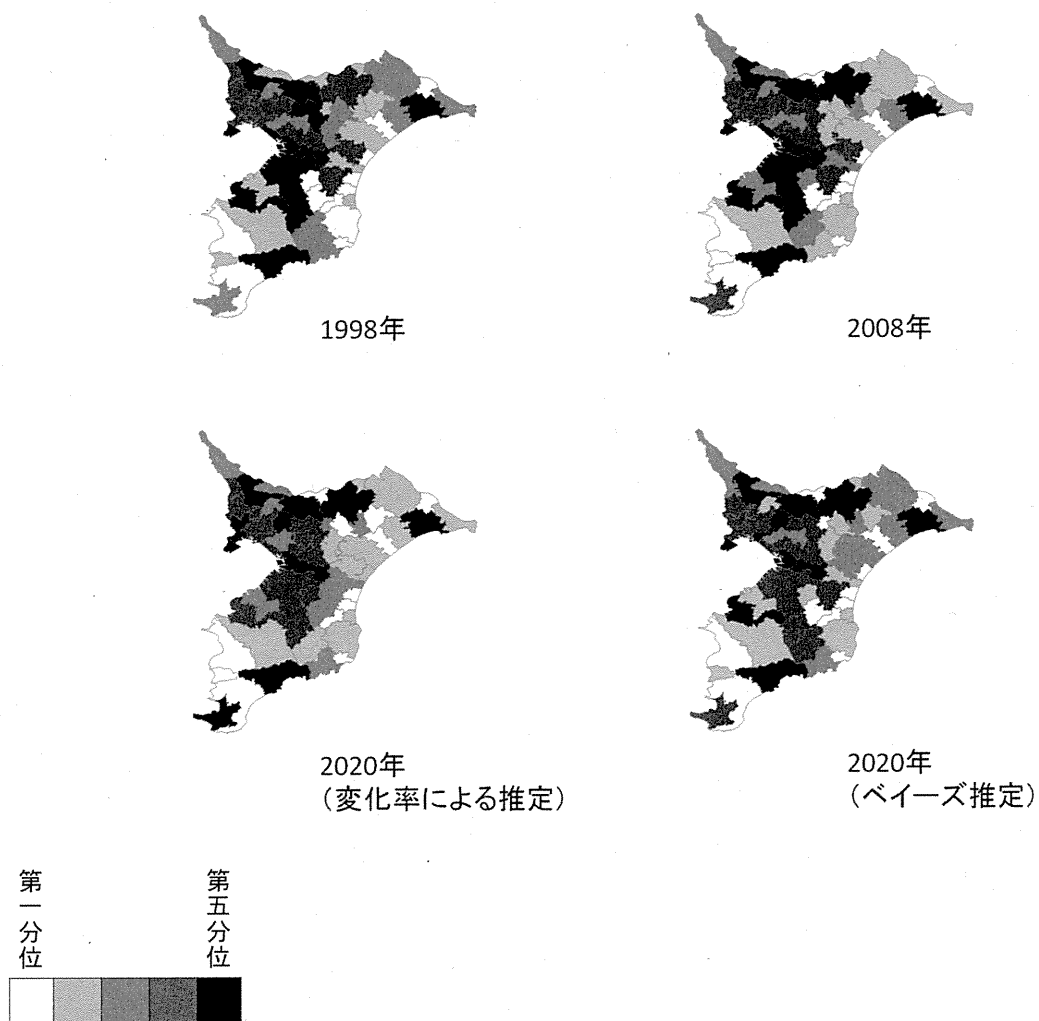 1998年
2008年
2020年
(変化率による推定)
2020年
(ベイーズ推定)
第一分位
第五分位